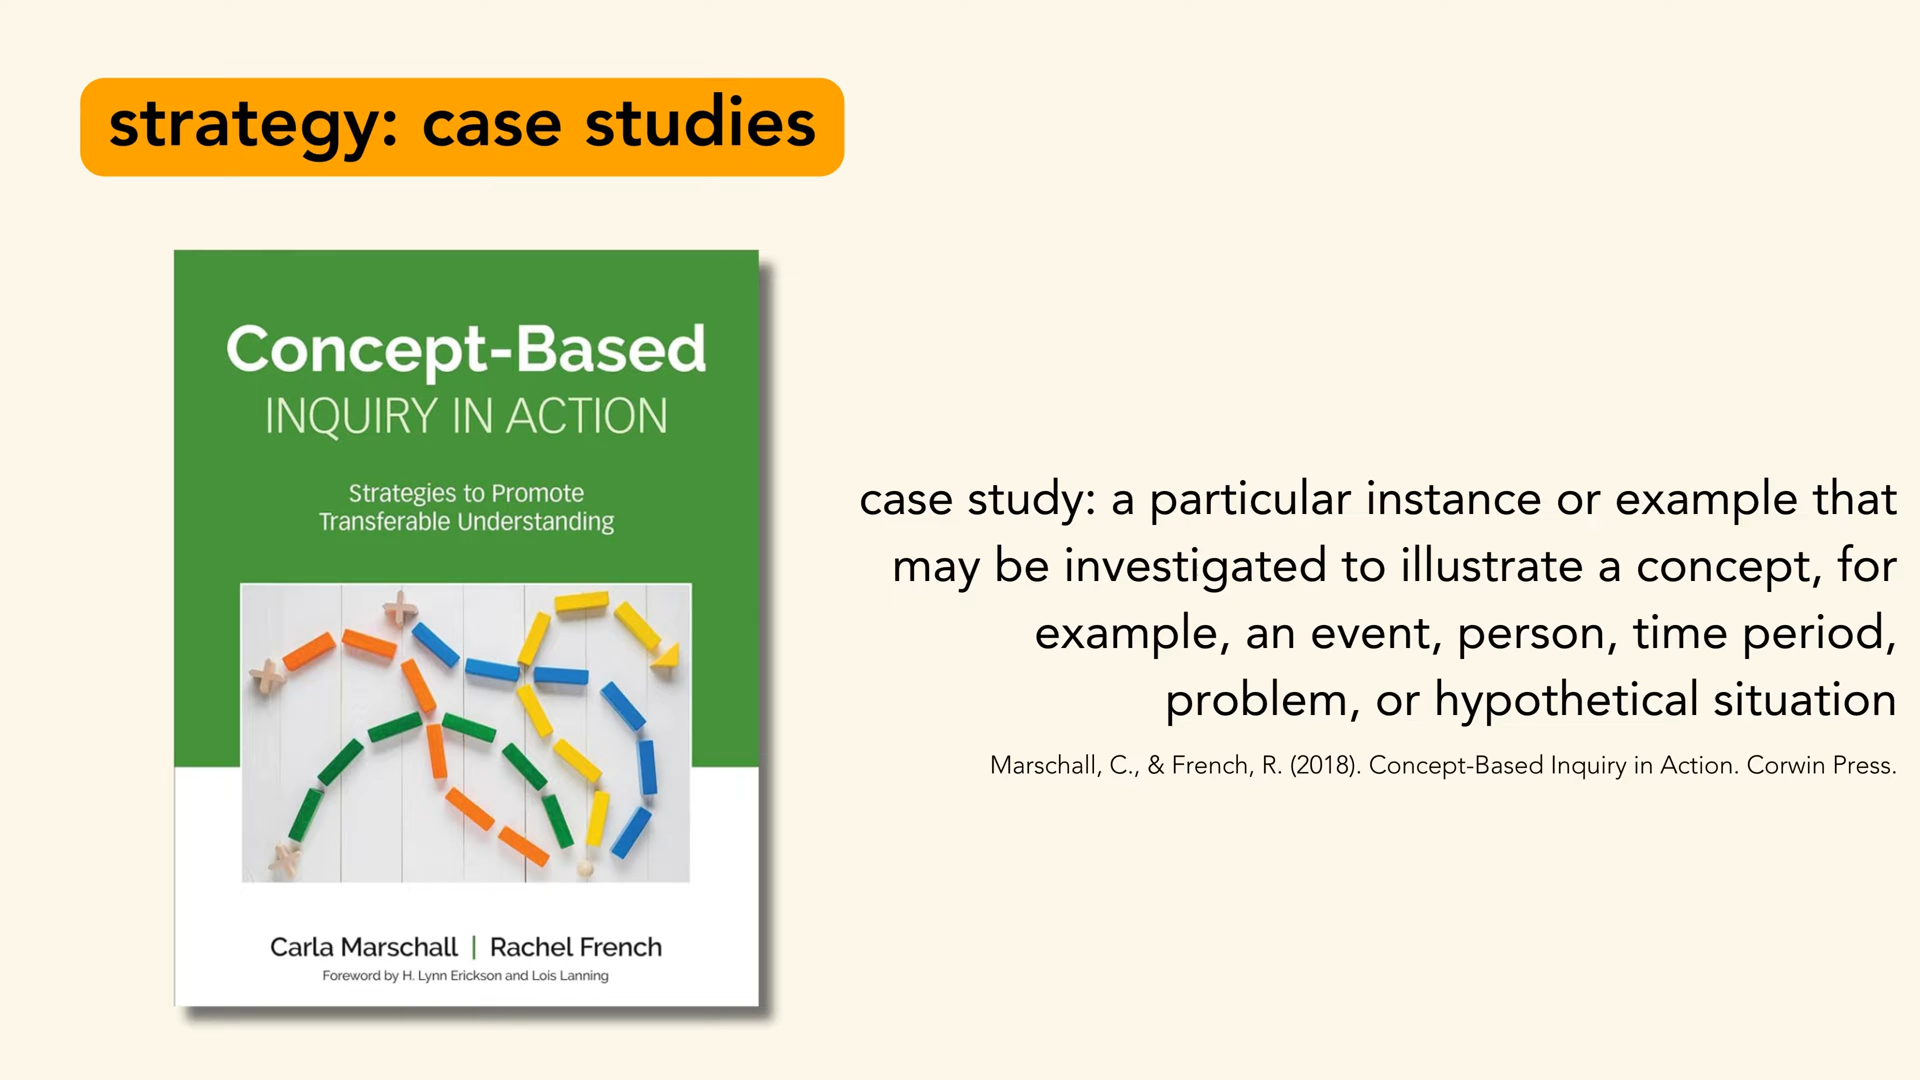 strategy: case studies
Concept-Based
INQUIRY IN ACTION
Strategies to Promote
Transferable Understanding
Carla Marschall | Rachel French
Foreword by H. Lynn Erickson and Lois Lanning
case study: a particular instance or example that
may be investigated to illustrate a concept, for
example, an event, person, time period,
problem, or hypothetical situation
Marschall, C., & French, R. (2018). Concept-Based Inquiry in Action. Corwin Press.